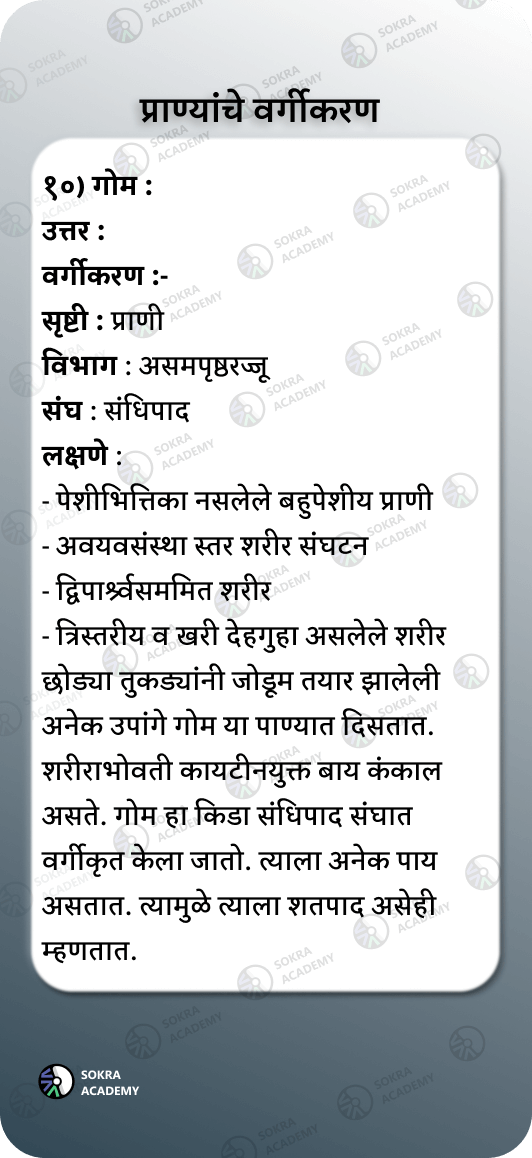 प्राण्यांचे वर्गीकरण
१०) गोम :
उत्तर :
वर्गीकरण :-
सृष्टी : प्राणी
विभाग : असमपृष्ठरज्जू
संघ : संधिपाद
लक्षणे :
- पेशीभित्तिका नसलेले बहुपेशीय प्राणी
- अवयवसंस्था स्तर शरीर संघटन
- द्विपार्श्र्वसममित शरीर
- त्रिस्तरीय व खरी देहगुहा असलेले शरीर
छोड्या तुकड्यांनी जोडूम तयार झालेली
अनेक उपांगे गोम या पाण्यात दिसतात.
शरीराभोवती कायटीनयुक्त बाय कंकाल
असते. गोम हा किडा संधिपाद संघात
वर्गीकृत केला जातो. त्याला अनेक पाय
असतात. त्यामुळे त्याला शतपाद असेही
म्हणतात.
SOKRA
ACADEMY